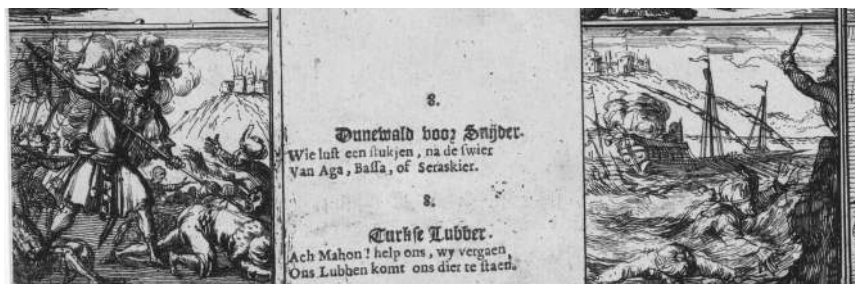 8.
Dunewald voor Snijder.
Wie lust een stukjen, na de swier
Van Aga, Bassa, of Seraskier.
8.
Turkse Lubber.
Ach Mahon! help ons, wy vergaen,
Ons Lubben komt ons dier te staen.